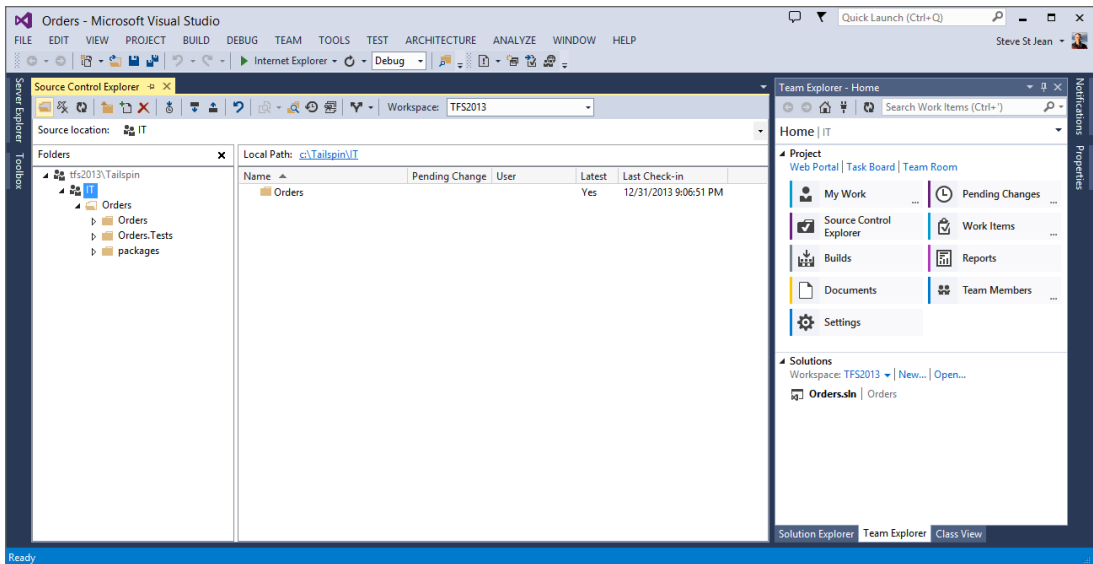 Orders - Microsoft Visual Studio
Quick Launch (Ctrl+Q)
FILE EDIT VIEW PROJECT BUILD DEBUG TEAM TOOLS TEST ARCHITECTURE ANALYZE WINDOW HELP
Steve St Jean
Internet Explorer
Debug
Server Explorer
Toolbox
Source Control Explorer
Workspace: TFS2013
Source location: IT
Folders
tfs2013\Tailspin
IT
Orders
Orders
Orders.Tests
packages
Local Path: c:\Tailspin\IT
Name Pending Change User Latest Last Check-in
Orders Yes 12/31/2013 9:06:51 PM
Team Explorer - Home
Search Work Items (Ctrl+')
Home | IT
Project
Web Portal | Task Board | Team Room
My Work ...
Pending Changes ...
Source Control Explorer
Work Items ...
Builds
Reports
Documents
Team Members ...
Settings
Solutions
Workspace: TFS2013 | New... | Open...
Orders.sln | Orders
Solution Explorer Team Explorer Class View
Notifications
Properties
Ready